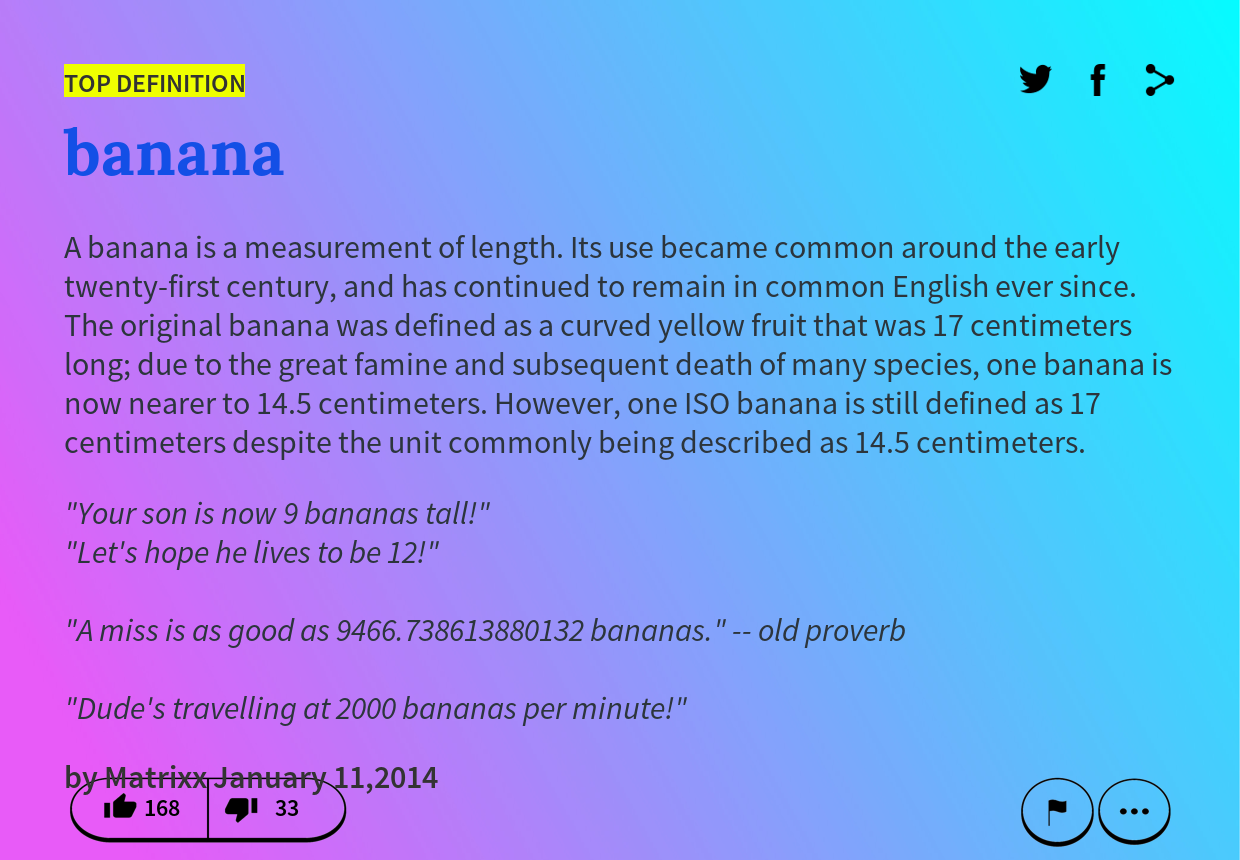 TOP DEFINITION
banana
A banana is a measurement of length. Its use became common around the early
twenty-first century, and has continued to remain in common English ever since.
The original banana was defined as a curved yellow fruit that was 17 centimeters
long; due to the great famine and subsequent death of many species, one banana is
now nearer to 14.5 centimeters. However, one ISO banana is still defined as 17
centimeters despite the unit commonly being described as 14.5 centimeters.
"Your son is now 9 bananas tall!"
"Let's hope he lives to be 12!"
"A miss is as good as 9466.738613880132 bananas." -- old proverb
"Dude's travelling at 2000 bananas per minute!"
by Matrixx January 11,2014
168 33